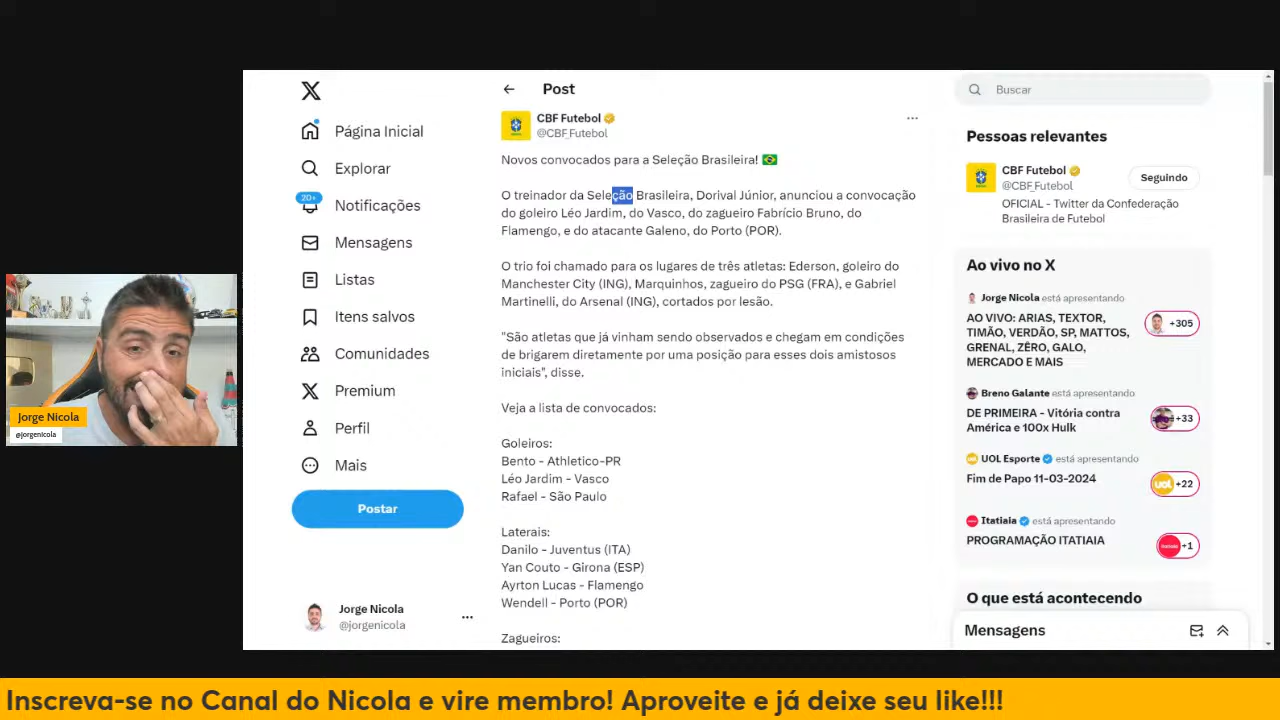 Jorge Nicola
@jorgenicola
Página Inicial
Explorar
20+
Notificações
Mensagens
Listas
Itens salvos
Comunidades
Premium
Perfil
Mais
Postar
Jorge Nicola
@jorgenicola
Post
CBF Futebol
@CBF_Futebol
Novos convocados para a Seleção Brasileira!
O treinador da Seleção Brasileira, Dorival Júnior, anunciou a convocação
do goleiro Léo Jardim, do Vasco, do zagueiro Fabrício Bruno, do
Flamengo, e do atacante Galeno, do Porto (POR).
O trio foi chamado para os lugares de três atletas: Ederson, goleiro do
Manchester City (ING), Marquinhos, zagueiro do PSG (FRA), e Gabriel
Martinelli, do Arsenal (ING), cortados por lesão.
"São atletas que já vinham sendo observados e chegam em condições
de brigarem diretamente por uma posição para esses dois amistosos
iniciais", disse.
Veja a lista de convocados:
Goleiros:
Bento - Athletico-PR
Léo Jardim - Vasco
Rafael - São Paulo
Laterais:
Danilo - Juventus (ITA)
Yan Couto - Girona (ESP)
Ayrton Lucas - Flamengo
Wendell - Porto (POR)
Zagueiros:
Buscar
Pessoas relevantes
CBF Futebol
@CBF_Futebol
Seguindo
OFICIAL - Twitter da Confederação
Brasileira de Futebol
Ao vivo no X
Jorge Nicola está apresentando
AO VIVO: ARIAS, TEXTOR,
TIMÃO, VERDÃO, SP, MATTOS,
GRENAL, ZÊRO, GALO,
MERCADO E MAIS
+305
Breno Galante está apresentando
DE PRIMEIRA - Vitória contra
América e 100x Hulk
+33
UOL Esporte está apresentando
Fim de Papo 11-03-2024
UOL +22
Itatiaia está apresentando
PROGRAMAÇÃO ITATIAIA
+1
O que está acontecendo
Mensagens
Inscreva-se no Canal do Nicola e vire membro! Aproveite e já deixe seu like!!!